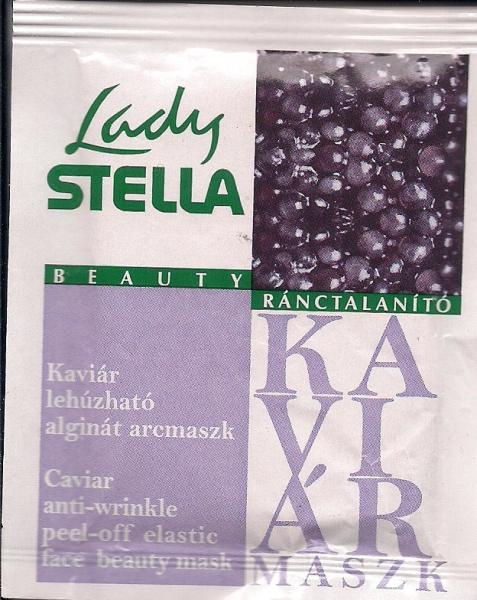 Lady
STELLA
BEAUTY
RÁNCTALANÍTÓ
KA
VI
ÁR
MASZK
Kaviár
lehúzható
alginát arcmaszk
Caviar
anti-wrinkle
peel-off elastic
face beauty mask